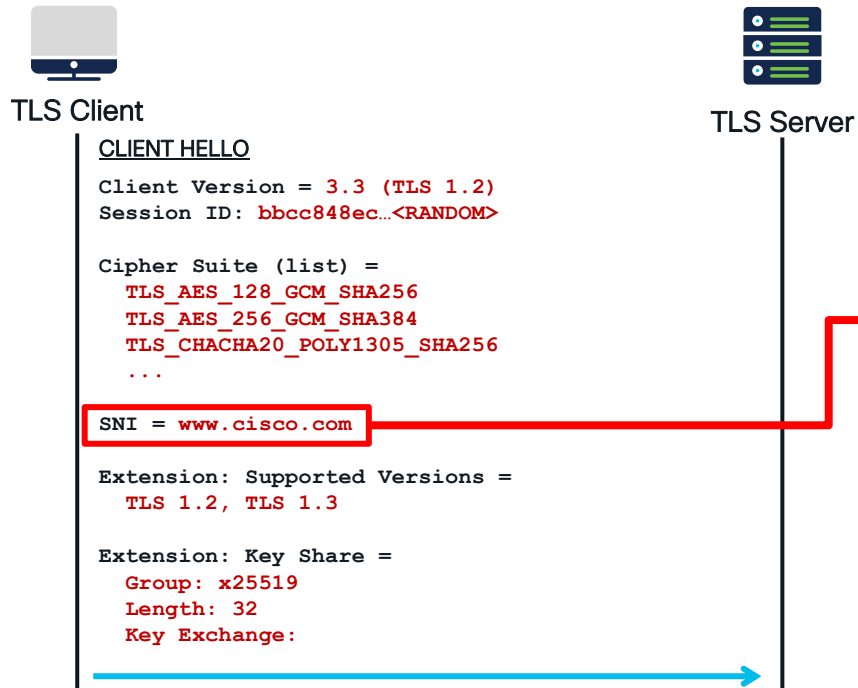 TLS Client
TLS Server
CLIENT HELLO
Client Version = 3.3 (TLS 1.2)
Session ID: bbcc848ec…<RANDOM>
Cipher Suite (list) =
TLS_AES_128_GCM_SHA256
TLS_AES_256_GCM_SHA384
TLS_CHACHA20_POLY1305_SHA256
...
SNI = www.cisco.com
Extension: Supported Versions =
TLS 1.2, TLS 1.3
Extension: Key Share =
Group: x25519
Length: 32
Key Exchange: